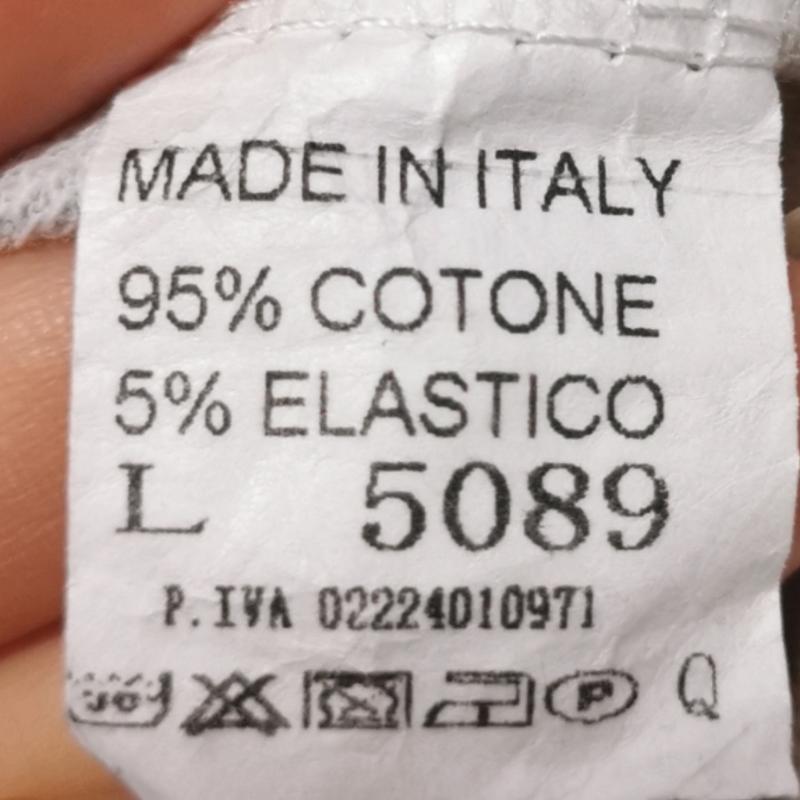 MADE IN ITALY
95% COTONE
5% ELASTICO
L 5089
P.IVA 02224010971
P Q